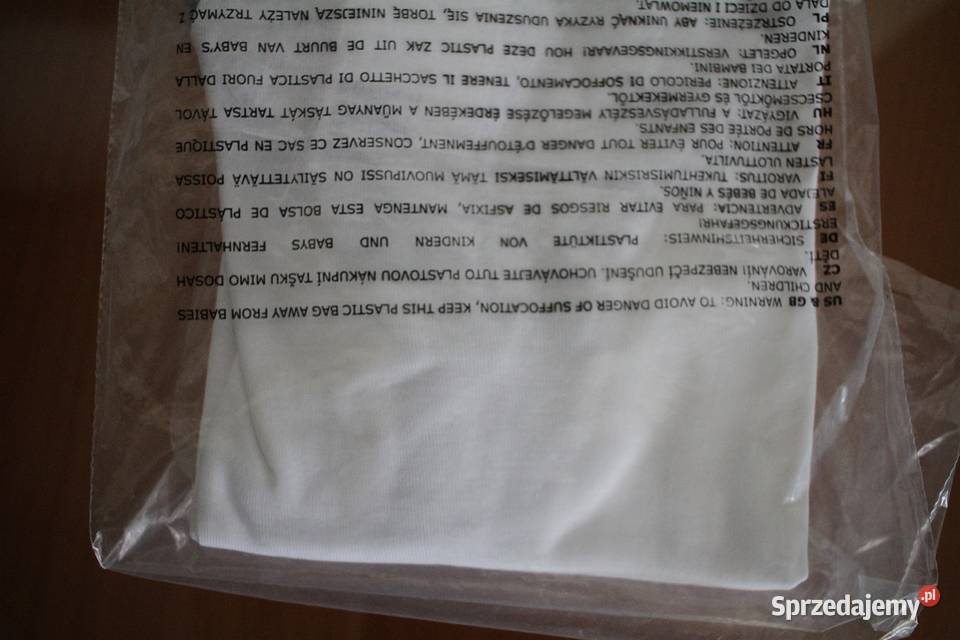 US & GB WARNING: TO AVOID DANGER OF SUFFOCATION, KEEP THIS PLASTIC BAG AWAY FROM BABIES
AND CHILDREN.
CZ VAROVÁNÍ! NEBEZPEČÍ UDUŠENÍ. UCHOVÁVEJTE TUTO PLASTOVOU NÁKUPNÍ TAŠKU MIMO DOSAH
DĚTÍ.
DE SICHERHEITSHINWEIS: PLASTIKTÜTE VON KINDERN UND BABYS FERNHALTEN!
ERSTICKUNGSGEFAHR!
ES ADVERTENCIA: PARA EVITAR RIESGOS DE ASFIXIA, MANTENGA ESTA BOLSA DE PLÁSTICO
ALEJADA DE BEBÉS Y NIÑOS.
FI VAROITUS: TUKEHTUMISRISKIN VÄLTTÄMISEKSI TÄMÄ MUOVIPUSSI ON SÄILYTETTÄVÄ POISSA
LASTEN ULOTTUVILTA.
FR ATTENTION: POUR ÉVITER TOUT DANGER D'ÉTOUFFEMENT, CONSERVEZ CE SAC EN PLASTIQUE
HORS DE PORTÉE DES ENFANTS.
HU VIGYÁZAT: A FULLADÁSVESZÉLY MEGELŐZÉSE ÉRDEKÉBEN A MŰANYAG TÁSKÁT TARTSA TÁVOL
CSECSEMŐKTŐL ÉS GYERMEKEKTŐL.
IT ATTENZIONE: PERICOLO DI SOFFOCAMENTO, TENERE IL SACCHETTO DI PLASTICA FUORI DALLA
PORTATA DEI BAMBINI.
NL OPGELET: VERSTIKKINGSGEVAAR! HOU DEZE PLASTIC ZAK UIT DE BUURT VAN BABY'S EN
KINDEREN.
PL OSTRZEŻENIE: ABY UNIKNĄĆ RYZYKA UDUSZENIA SIĘ, TORBĘ NINIEJSZĄ NALEŻY TRZYMAĆ Z
DALA OD DZIECI I NIEMOWLĄT.
Sprzedajemy.pl